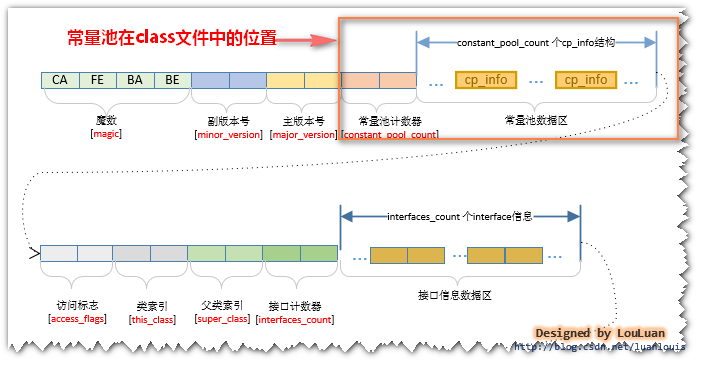 常量池在class文件中的位置
constant_pool_count 个cp_info结构
CA FE BA BE … cp_info … cp_info …
魔数 副版本号 主版本号 常量池计数器 常量池数据区
[magic] [minor_version] [major_version] [constant_pool_count]
interfaces_count 个interface信息
… … …
访问标志 类索引 父类索引 接口计数器 接口信息数据区
[access_flags] [this_class] [super_class] [interfaces_count]
Designed by LouLuan
http://blog.csdn.net/luanlouis